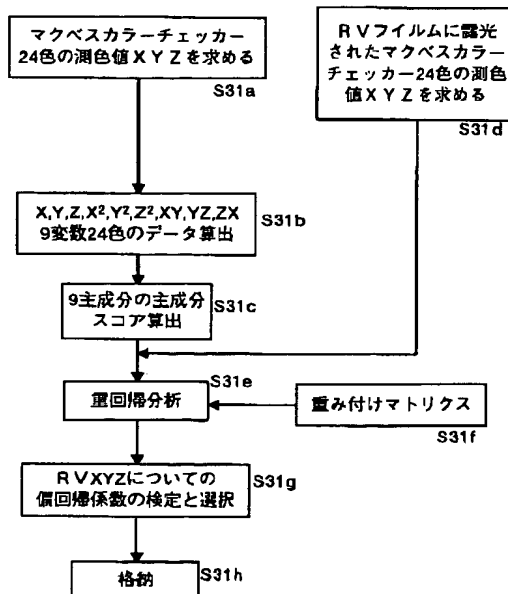 マクベスカラーチェッカー
24色の測色値XYZを求める
S31a
RVフイルムに露光
されたマクベスカラー
チェッカー24色の測色
値XYZを求める
S31d
X,Y,Z,X²,Y²,Z²,XY,YZ,ZX
9変数24色のデータ算出
S31b
9主成分の主成分
スコア算出
S31c
S31e
重回帰分析
重み付けマトリクス
S31f
RVXYZについての
偏回帰係数の検定と選択
S31g
格納
S31h